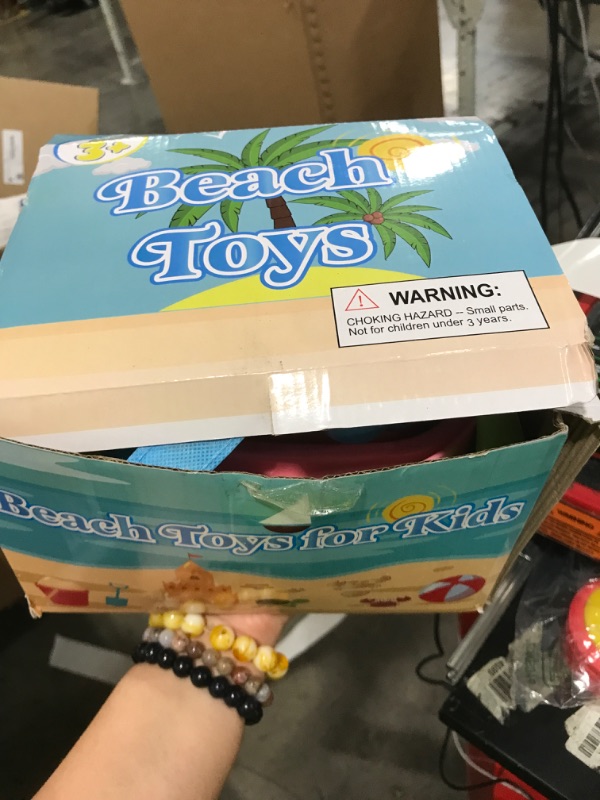 3+
Beach
Toys
WARNING:
CHOKING HAZARD -- Small parts.
Not for children under 3 years.
Beach Toys for Kids